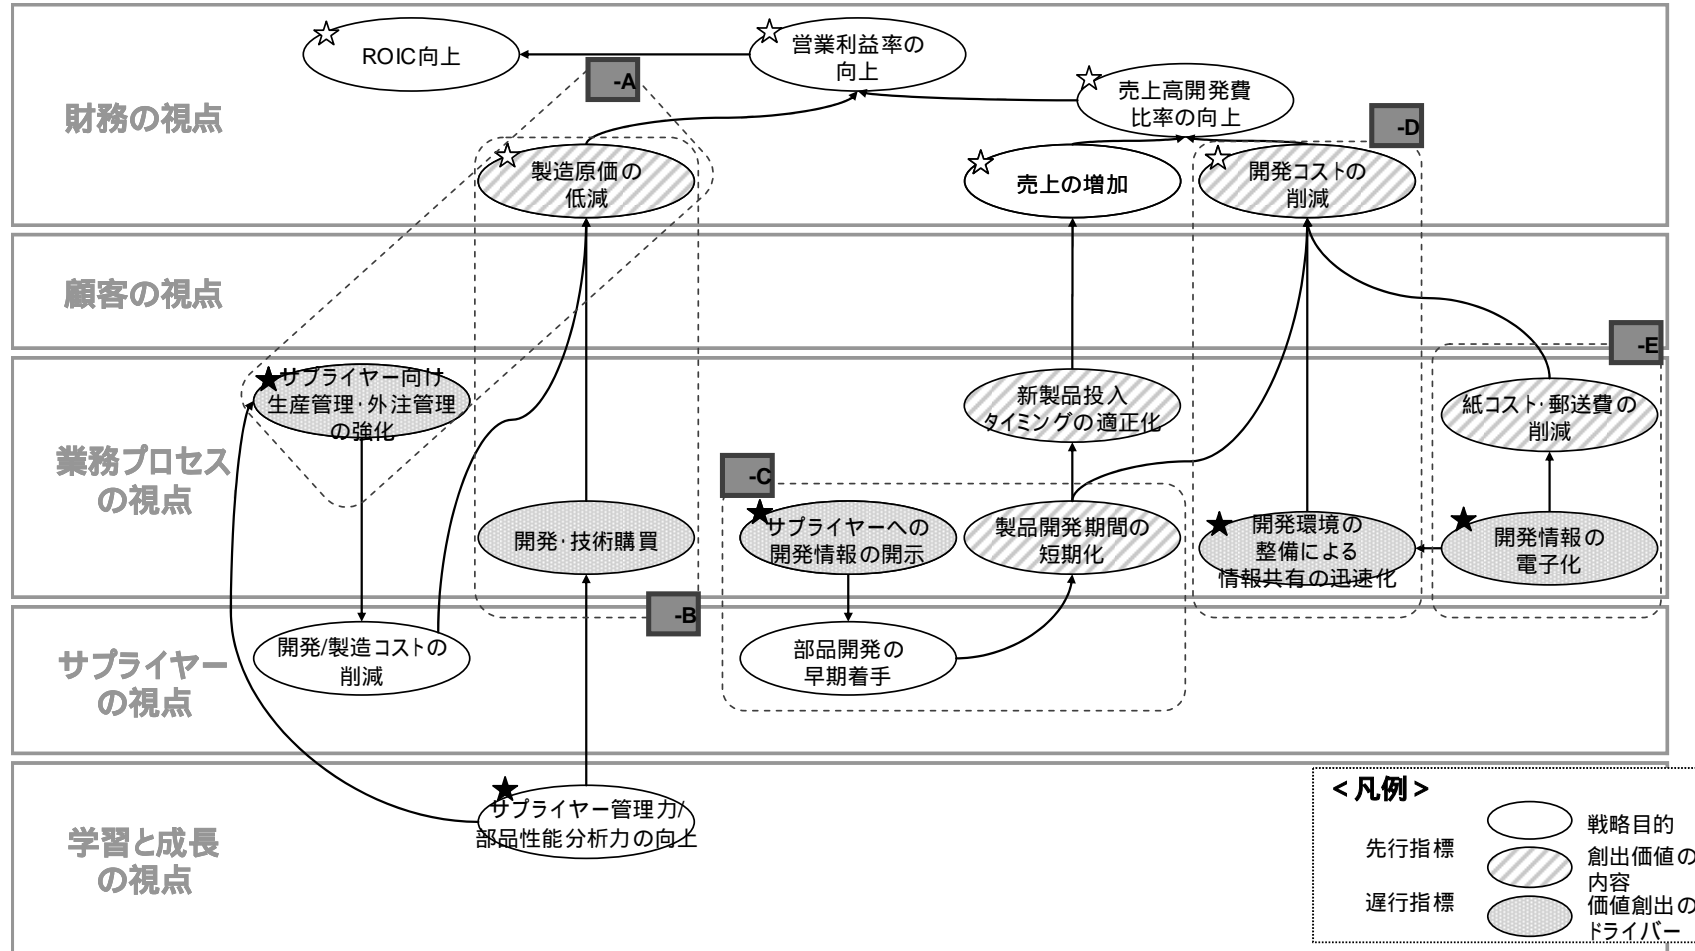 財務の視点
ROIC向上
営業利益率の
向上
-A
売上高開発費
比率の向上
-D
製造原価の
低減
売上の増加
開発コストの
削減
顧客の視点
-E
業務プロセス
の視点
サプライヤー向け
生産管理・外注管理
の強化
新製品投入
タイミングの適正化
紙コスト・郵送費の
削減
-C
開発・技術購買
サプライヤーへの
開発情報の開示
製品開発期間の
短期化
開発環境の
整備による
情報共有の迅速化
開発情報の
電子化
-B
サプライヤー
の視点
開発/製造コストの
削減
部品開発の
早期着手
学習と成長
の視点
サプライヤー管理力/
部品性能分析力の向上
<凡例>
先行指標
遅行指標
戦略目的
創出価値の
内容
価値創出の
ドライバー